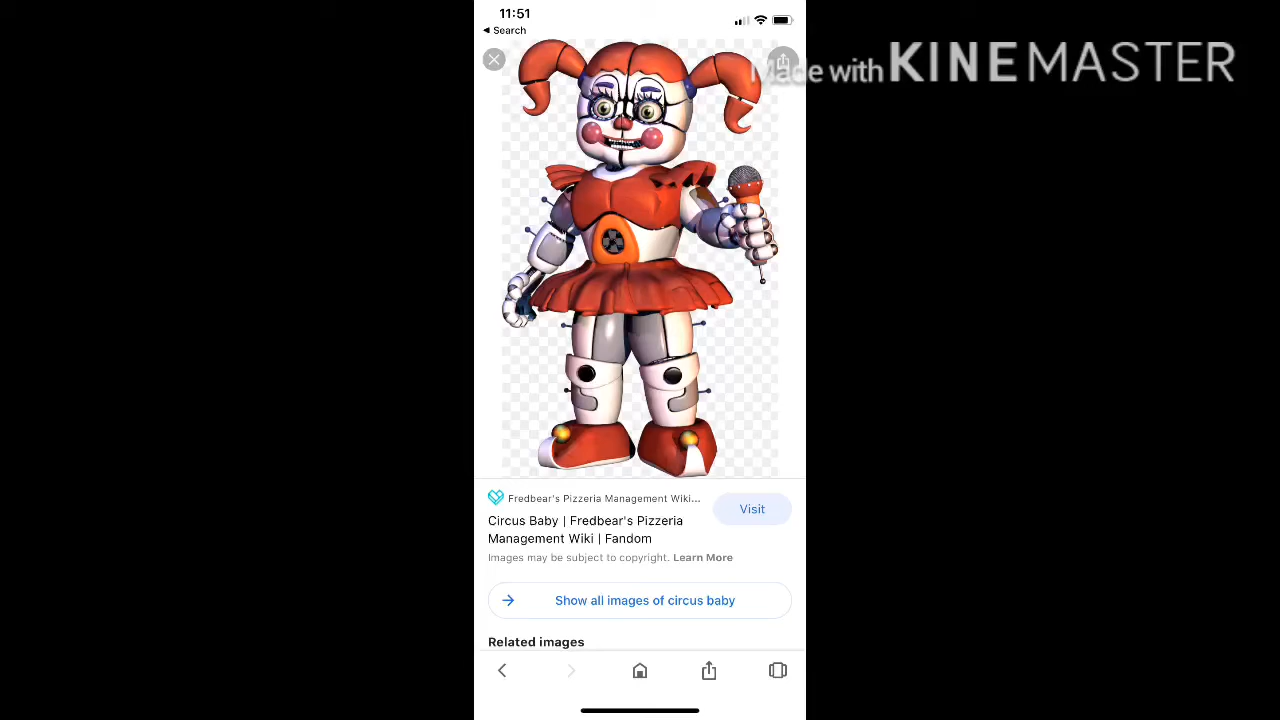 11:51
Search
Made with KINEMASTER
Fredbear's Pizzeria Management Wiki...
Visit
Circus Baby | Fredbear's Pizzeria
Management Wiki | Fandom
Images may be subject to copyright. Learn More
Show all images of circus baby
Related images